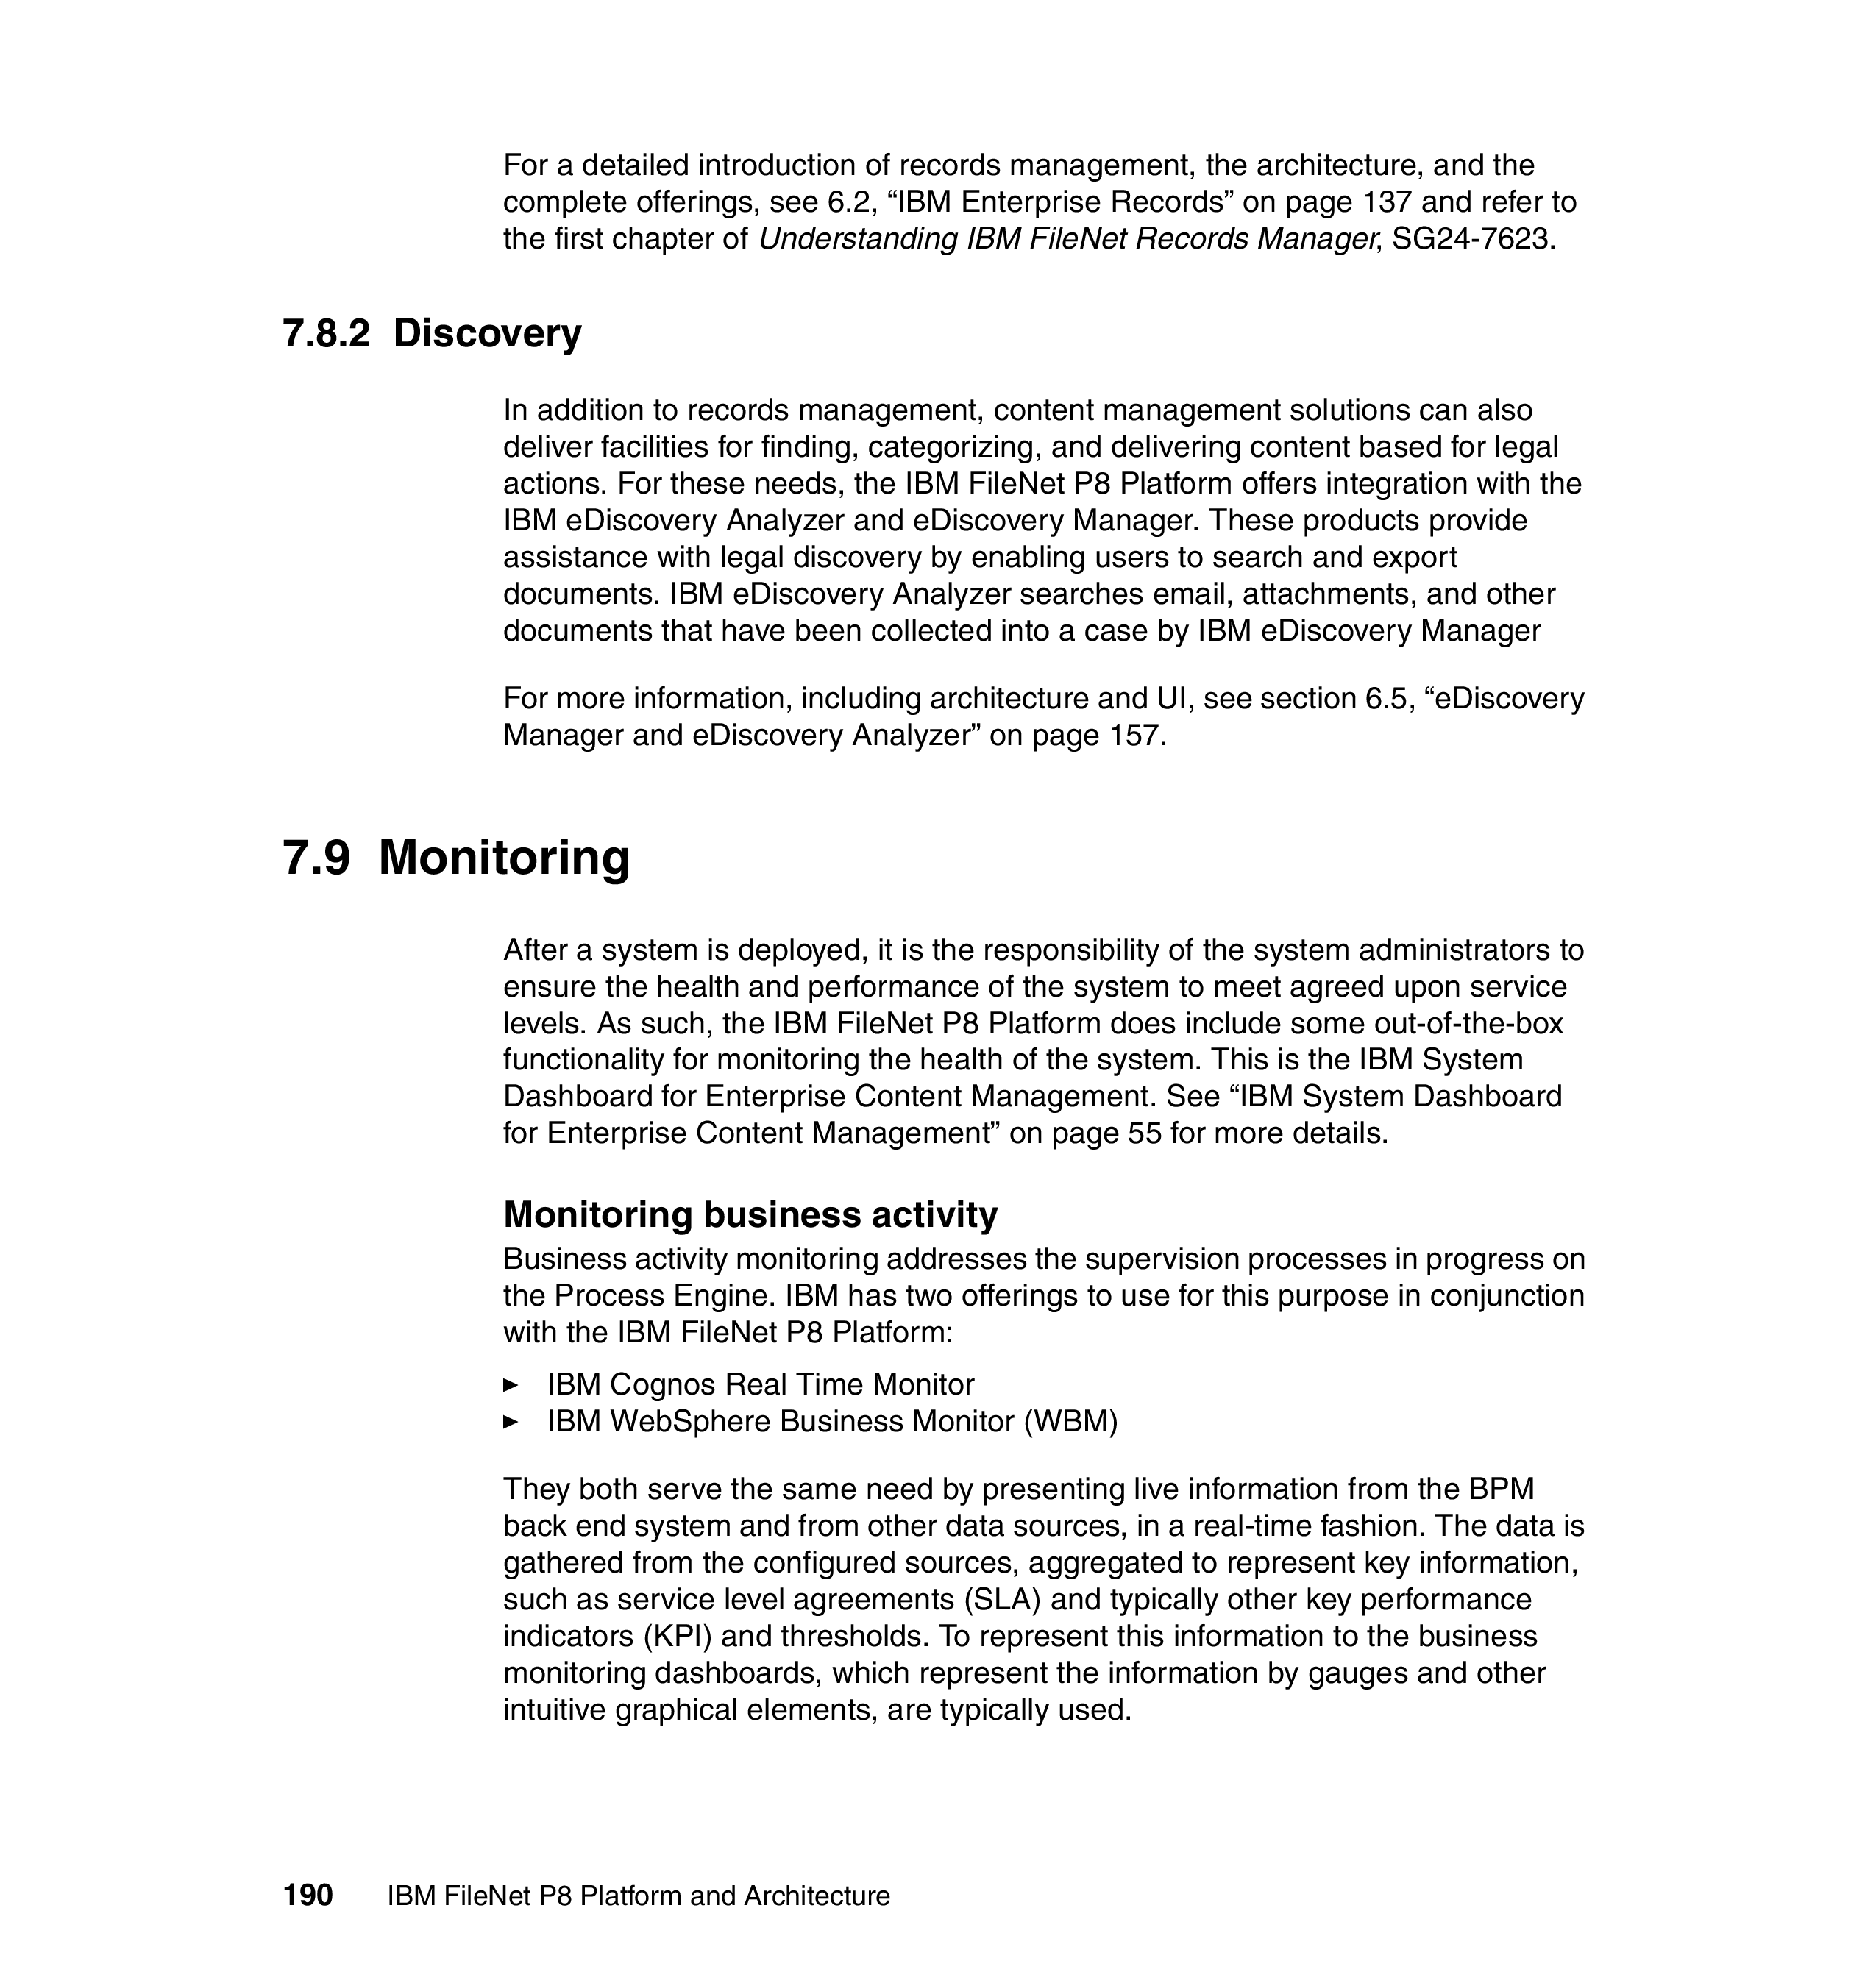 For a detailed introduction of records management, the architecture, and the
complete offerings, see 6.2, “IBM Enterprise Records” on page 137 and refer to
the first chapter of Understanding IBM FileNet Records Manager, SG24-7623.
7.8.2 Discovery
In addition to records management, content management solutions can also
deliver facilities for finding, categorizing, and delivering content based for legal
actions. For these needs, the IBM FileNet P8 Platform offers integration with the
IBM eDiscovery Analyzer and eDiscovery Manager. These products provide
assistance with legal discovery by enabling users to search and export
documents. IBM eDiscovery Analyzer searches email, attachments, and other
documents that have been collected into a case by IBM eDiscovery Manager
For more information, including architecture and UI, see section 6.5, “eDiscovery
Manager and eDiscovery Analyzer” on page 157.
7.9 Monitoring
After a system is deployed, it is the responsibility of the system administrators to
ensure the health and performance of the system to meet agreed upon service
levels. As such, the IBM FileNet P8 Platform does include some out-of-the-box
functionality for monitoring the health of the system. This is the IBM System
Dashboard for Enterprise Content Management. See “IBM System Dashboard
for Enterprise Content Management” on page 55 for more details.
Monitoring business activity
Business activity monitoring addresses the supervision processes in progress on
the Process Engine. IBM has two offerings to use for this purpose in conjunction
with the IBM FileNet P8 Platform:
► IBM Cognos Real Time Monitor
► IBM WebSphere Business Monitor (WBM)
They both serve the same need by presenting live information from the BPM
back end system and from other data sources, in a real-time fashion. The data is
gathered from the configured sources, aggregated to represent key information,
such as service level agreements (SLA) and typically other key performance
indicators (KPI) and thresholds. To represent this information to the business
monitoring dashboards, which represent the information by gauges and other
intuitive graphical elements, are typically used.
190 IBM FileNet P8 Platform and Architecture